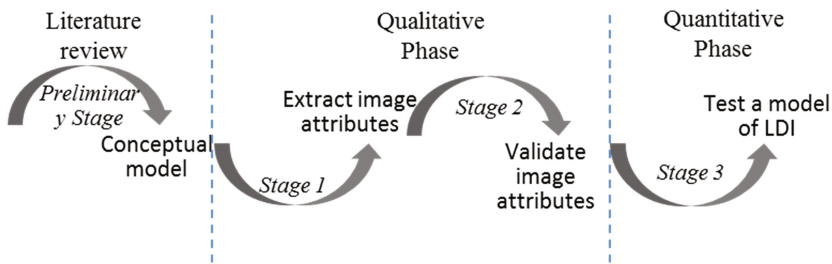 Literature
review
Preliminar
y Stage
Conceptual
model
Qualitative
Phase
Stage 1
Extract image
attributes
Stage 2
Validate
image
attributes
Quantitative
Phase
Stage 3
Test a model
of LDI